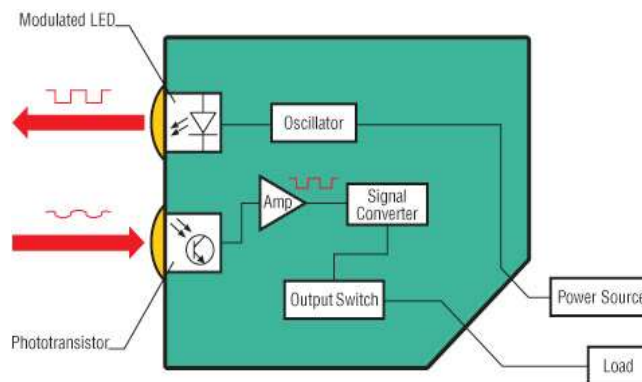 Modulated LED
Oscillator
Amp
Signal
Converter
Output Switch
Power Source
Phototransistor
Load